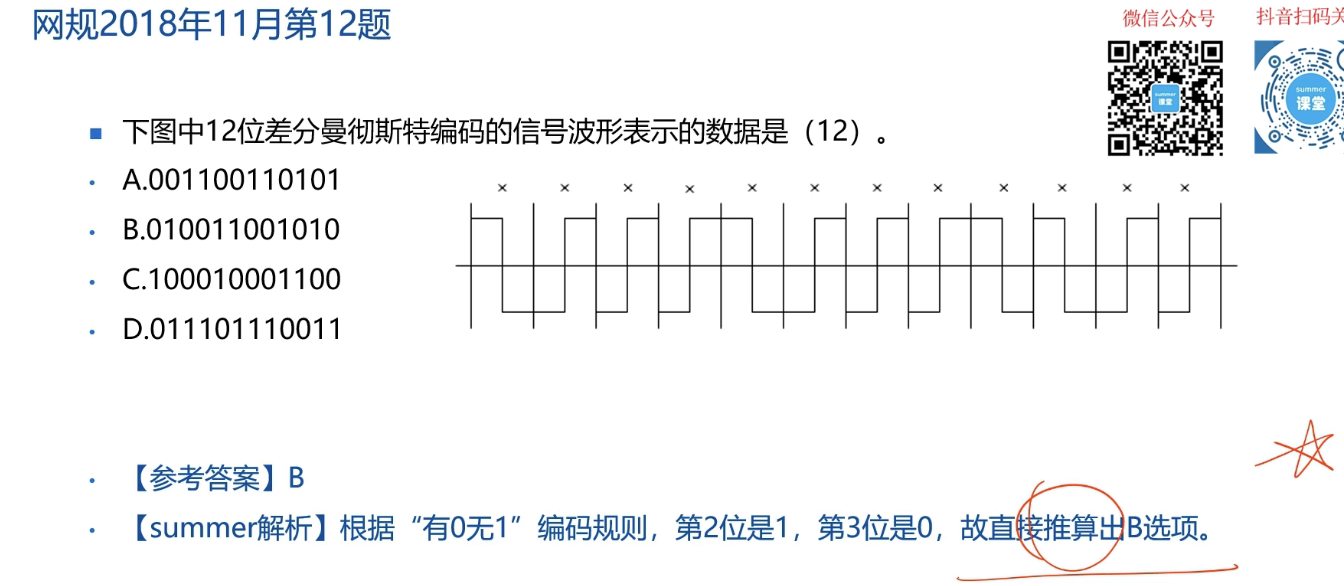 网规2018年11月第12题
微信公众号
抖音扫码关
summer
课堂
summer
课堂
下图中12位差分曼彻斯特编码的信号波形表示的数据是（12）。
A.001100110101
B.010011001010
C.100010001100
D.011101110011
× × × × × × × × × × × ×
【参考答案】B
【summer解析】根据“有0无1”编码规则，第2位是1，第3位是0，故直接推算出B选项。